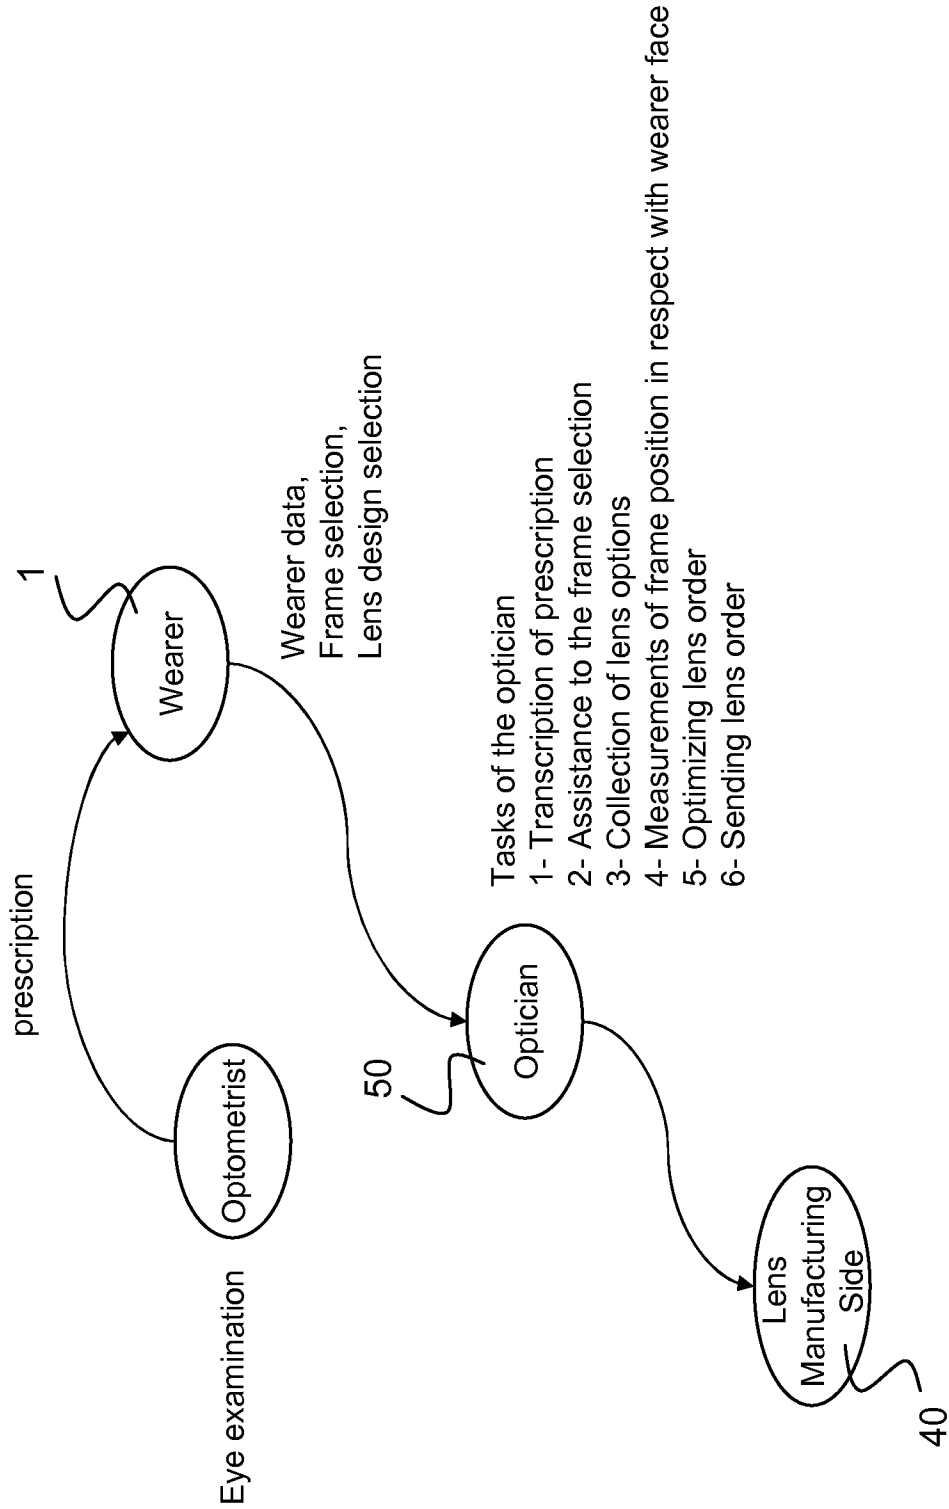 prescription
1
Eye examination
Optometrist
Wearer
Wearer data,
Frame selection,
Lens design selection
50
Optician
Tasks of the optician
1- Transcription of prescription
2- Assistance to the frame selection
3- Collection of lens options
4- Measurements of frame position in respect with wearer face
5- Optimizing lens order
6- Sending lens order
Lens
Manufacturing
Side
40